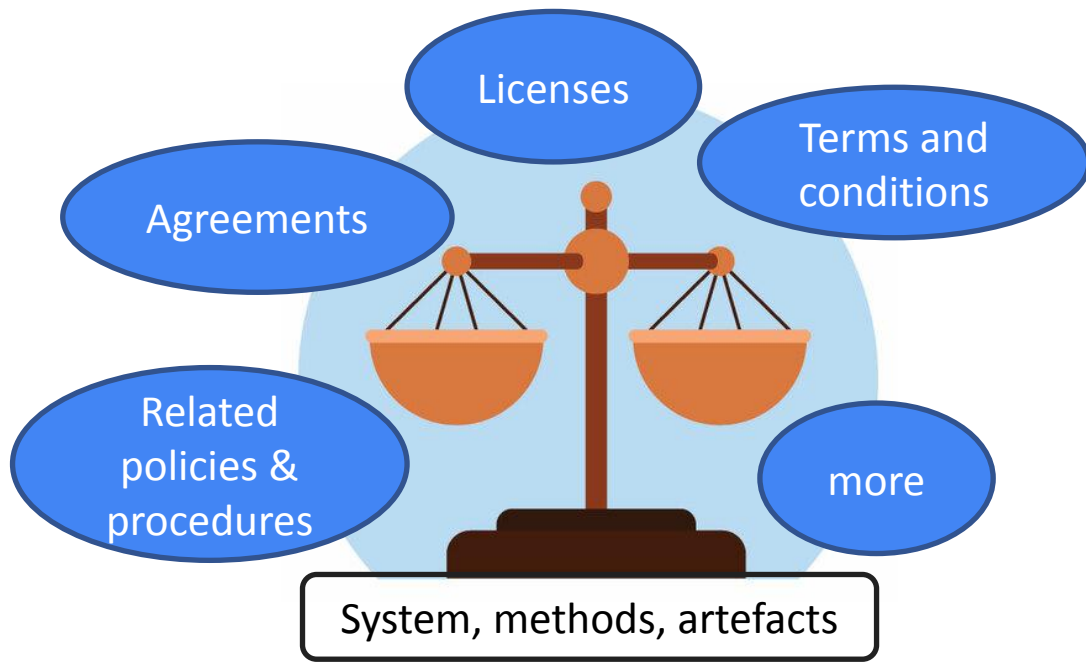 Licenses
Terms and
conditions
Agreements
Related
policies &
procedures
more
System, methods, artefacts